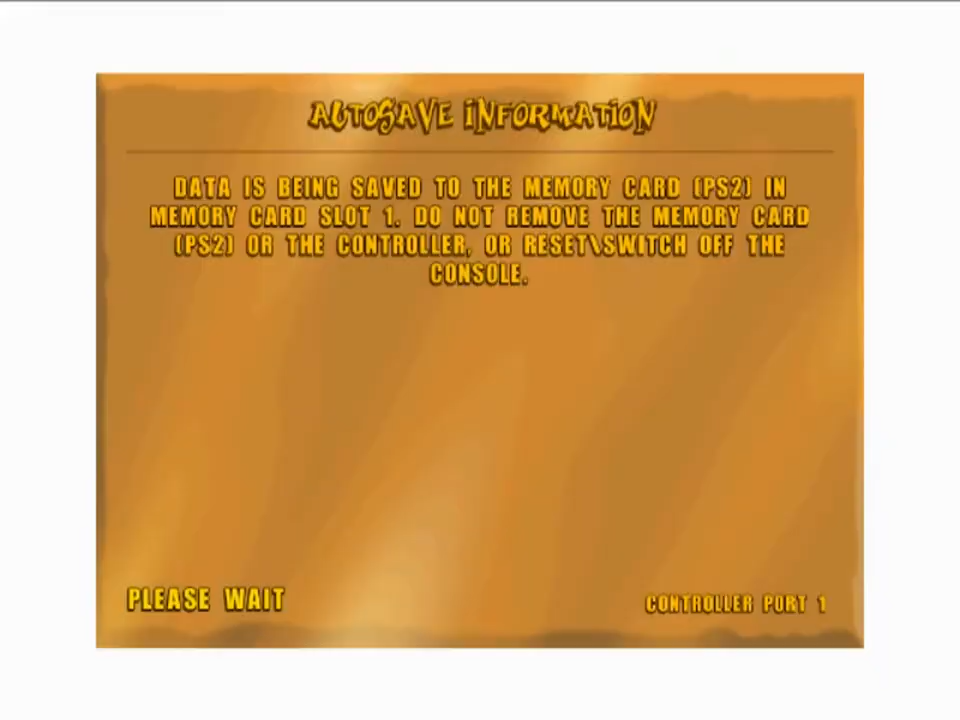 AUTOSAVE INFORMATION
DATA IS BEING SAVED TO THE MEMORY CARD (PS2) IN
MEMORY CARD SLOT 1. DO NOT REMOVE THE MEMORY CARD
(PS2) OR THE CONTROLLER, OR RESET\SWITCH OFF THE
CONSOLE.
PLEASE WAIT
CONTROLLER PORT 1